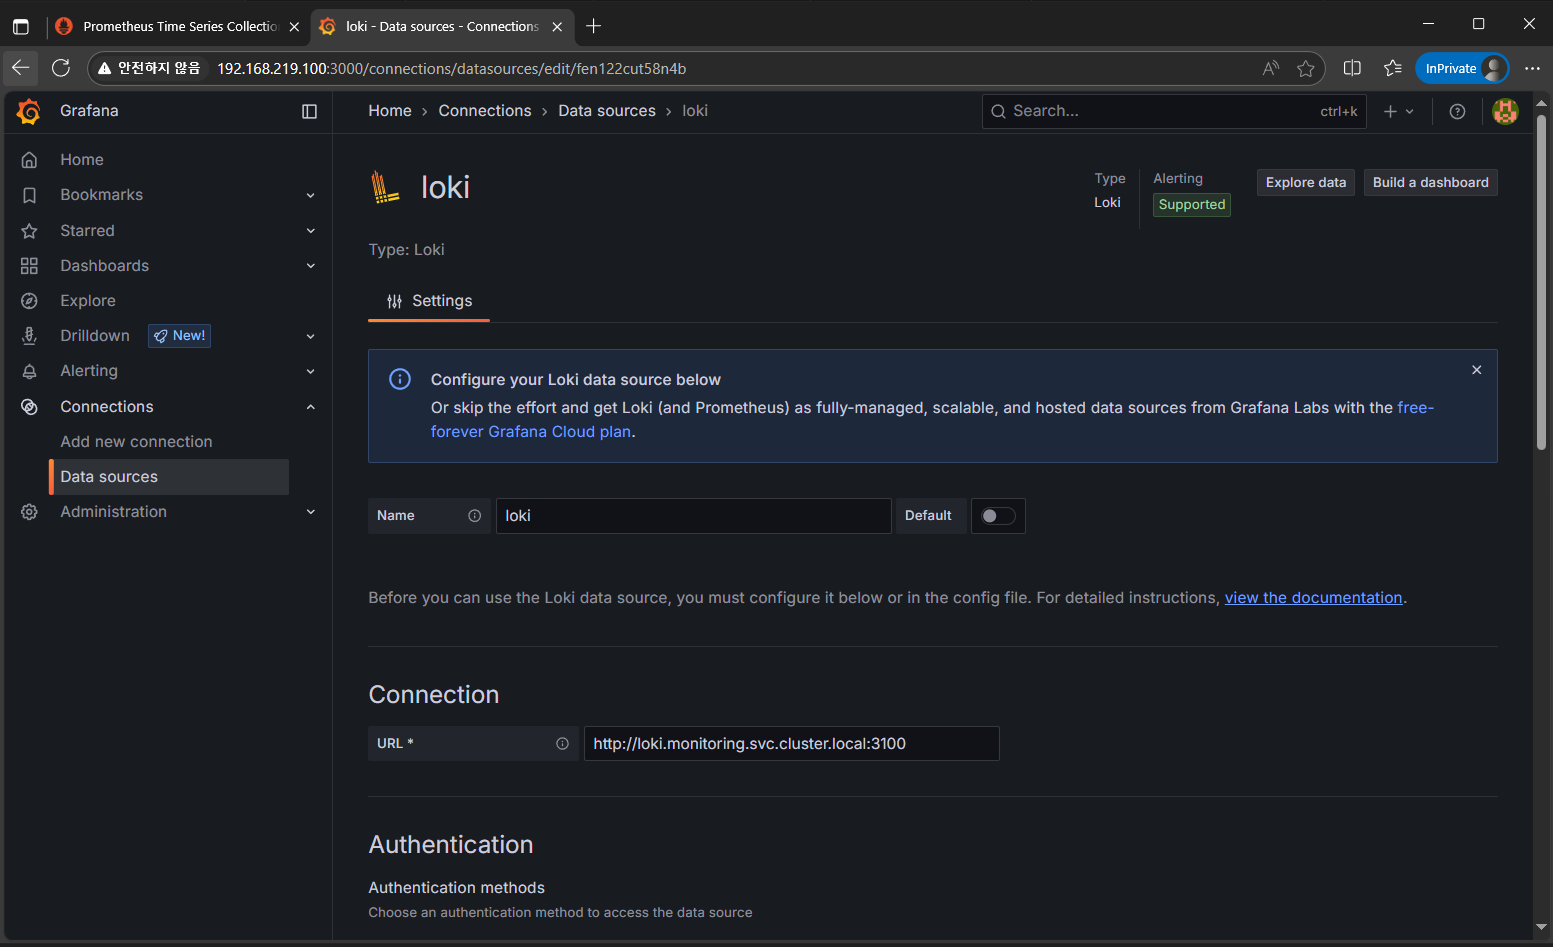 Prometheus Time Series Collectio
loki - Data sources - Connections
안전하지 않음
192.168.219.100:3000/connections/datasources/edit/fen122cut58n4b
InPrivate
Grafana
Home › Connections › Data sources › loki
Search...
ctrl+k
Home
Bookmarks
Starred
Dashboards
Explore
Drilldown
New!
Alerting
Connections
Add new connection
Data sources
Administration
loki
Type
Loki
Alerting
Supported
Explore data
Build a dashboard
Type: Loki
Settings
Configure your Loki data source below
Or skip the effort and get Loki (and Prometheus) as fully-managed, scalable, and hosted data sources from Grafana Labs with the free-
forever Grafana Cloud plan.
Name
loki
Default
Before you can use the Loki data source, you must configure it below or in the config file. For detailed instructions, view the documentation.
Connection
URL *
http://loki.monitoring.svc.cluster.local:3100
Authentication
Authentication methods
Choose an authentication method to access the data source